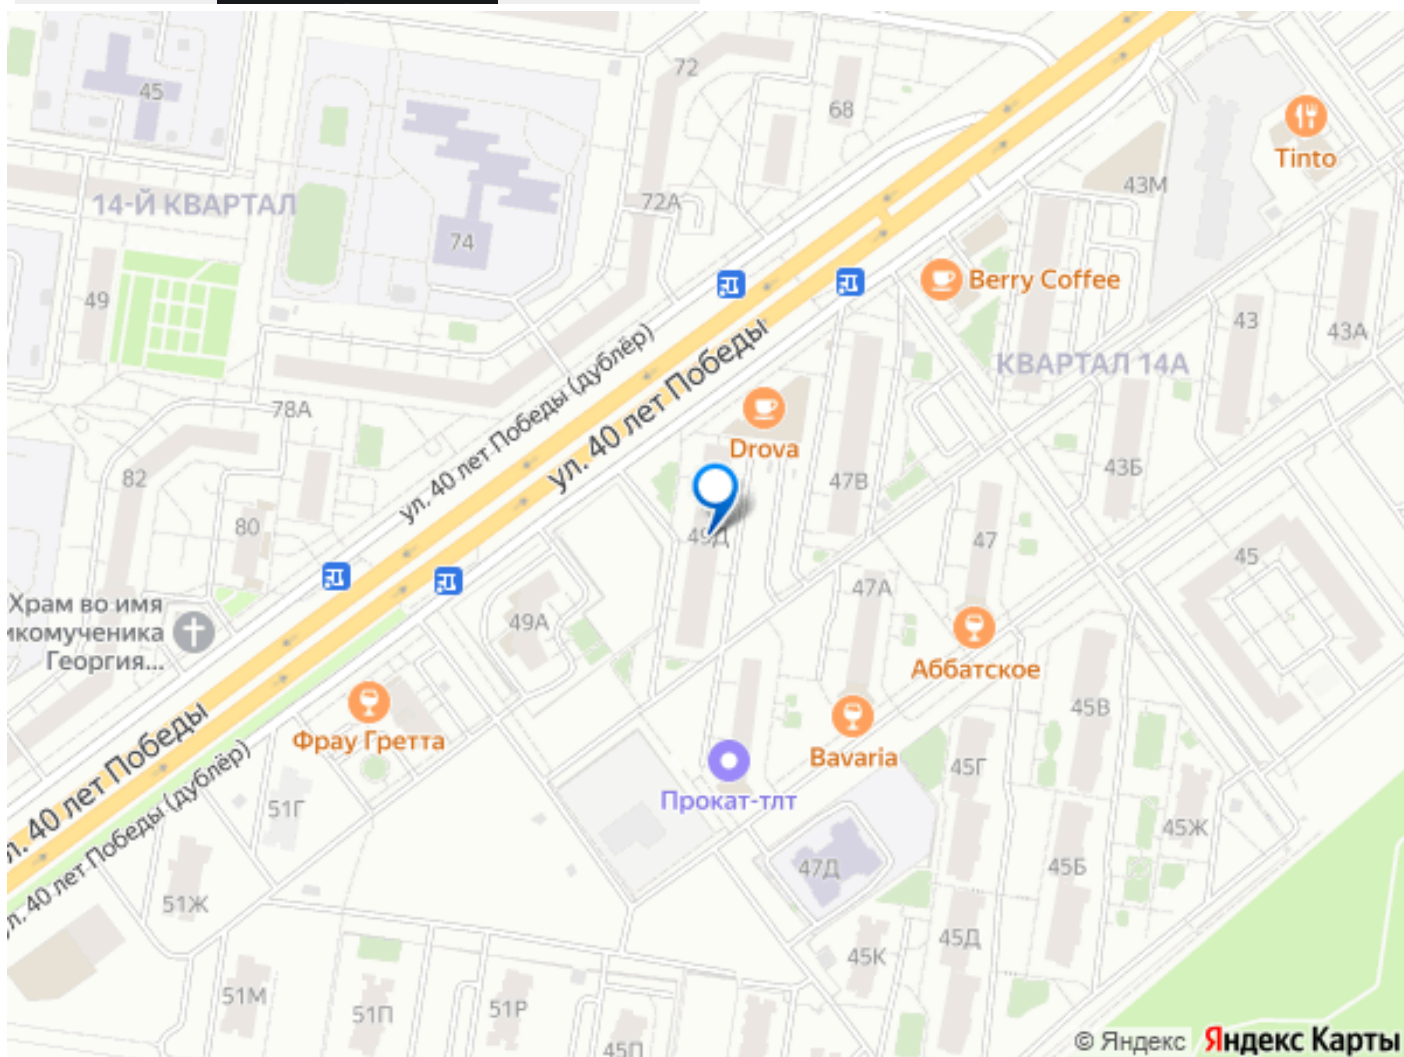 72
45
68
Tinto
43М
14-Й КВАРТАЛ
72А
74
Berry Coffee
49
43
43А
КВАРТАЛ 14А
ул. 40 лет Победы (дублёр)
ул. 40 лет Победы
78А
Drova
82
47В
43Б
80
49Д
47
45
Храм во имя
икомученика
Георгия...
49А
47А
Аббатское
45В
Фрау Гретта
Bavaria
л. 40 лет Победы
45Г
Прокат-тлт
51Г
45Ж
л. 40 лет Победы (дублёр)
47Д
45Б
51Ж
45Д
45К
51М
51П
51Р
45П
© Яндекс
Яндекс Карты